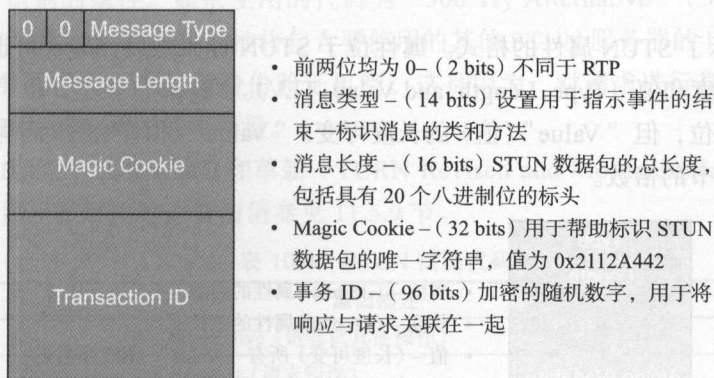 0 0 Message Type
Message Length
Magic Cookie
Transaction ID
• 前两位均为 0–（2 bits）不同于 RTP
• 消息类型 –（14 bits）设置用于指示事件的结
束—标识消息的类和方法
• 消息长度 –（16 bits）STUN 数据包的总长度，
包括具有 20 个八进制位的标头
• Magic Cookie –（32 bits）用于帮助标识 STUN
数据包的唯一字符串，值为 0x2112A442
• 事务 ID –（96 bits）加密的随机数字，用于将
响应与请求关联在一起